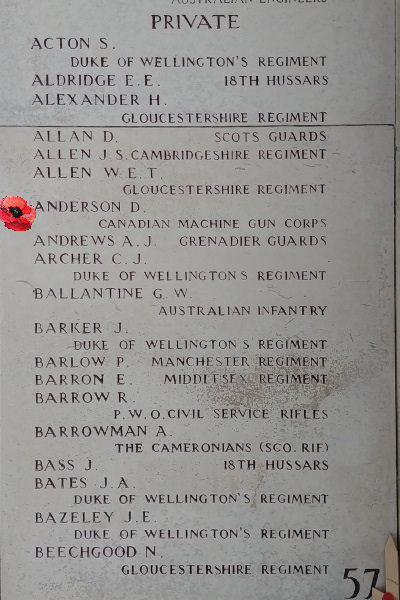 AUSTRALIAN ENGINEERS
PRIVATE
ACTON S.
DUKE OF WELLINGTON'S REGIMENT
ALDRIDGE E.E. 18TH HUSSARS
ALEXANDER H.
GLOUCESTERSHIRE REGIMENT
ALLAN D. SCOTS GUARDS
ALLEN J.S. CAMBRIDGESHIRE REGIMENT
ALLEN W.E.T.
GLOUCESTERSHIRE REGIMENT
ANDERSON D.
CANADIAN MACHINE GUN CORPS
ANDREWS A.J. GRENADIER GUARDS
ARCHER C.J.
DUKE OF WELLINGTON'S REGIMENT
BALLANTINE G.W.
AUSTRALIAN INFANTRY
BARKER J.
DUKE OF WELLINGTON'S REGIMENT
BARLOW P. MANCHESTER REGIMENT
BARRON E. MIDDLESEX REGIMENT
BARROW R.
P.W.O. CIVIL SERVICE RIFLES
BARROWMAN A.
THE CAMERONIANS (SCO. RIF)
BASS J. 18TH HUSSARS
BATES J.A.
DUKE OF WELLINGTON'S REGIMENT
BAZELEY J.E.
DUKE OF WELLINGTON'S REGIMENT
BEECHGOOD N.
GLOUCESTERSHIRE REGIMENT
57